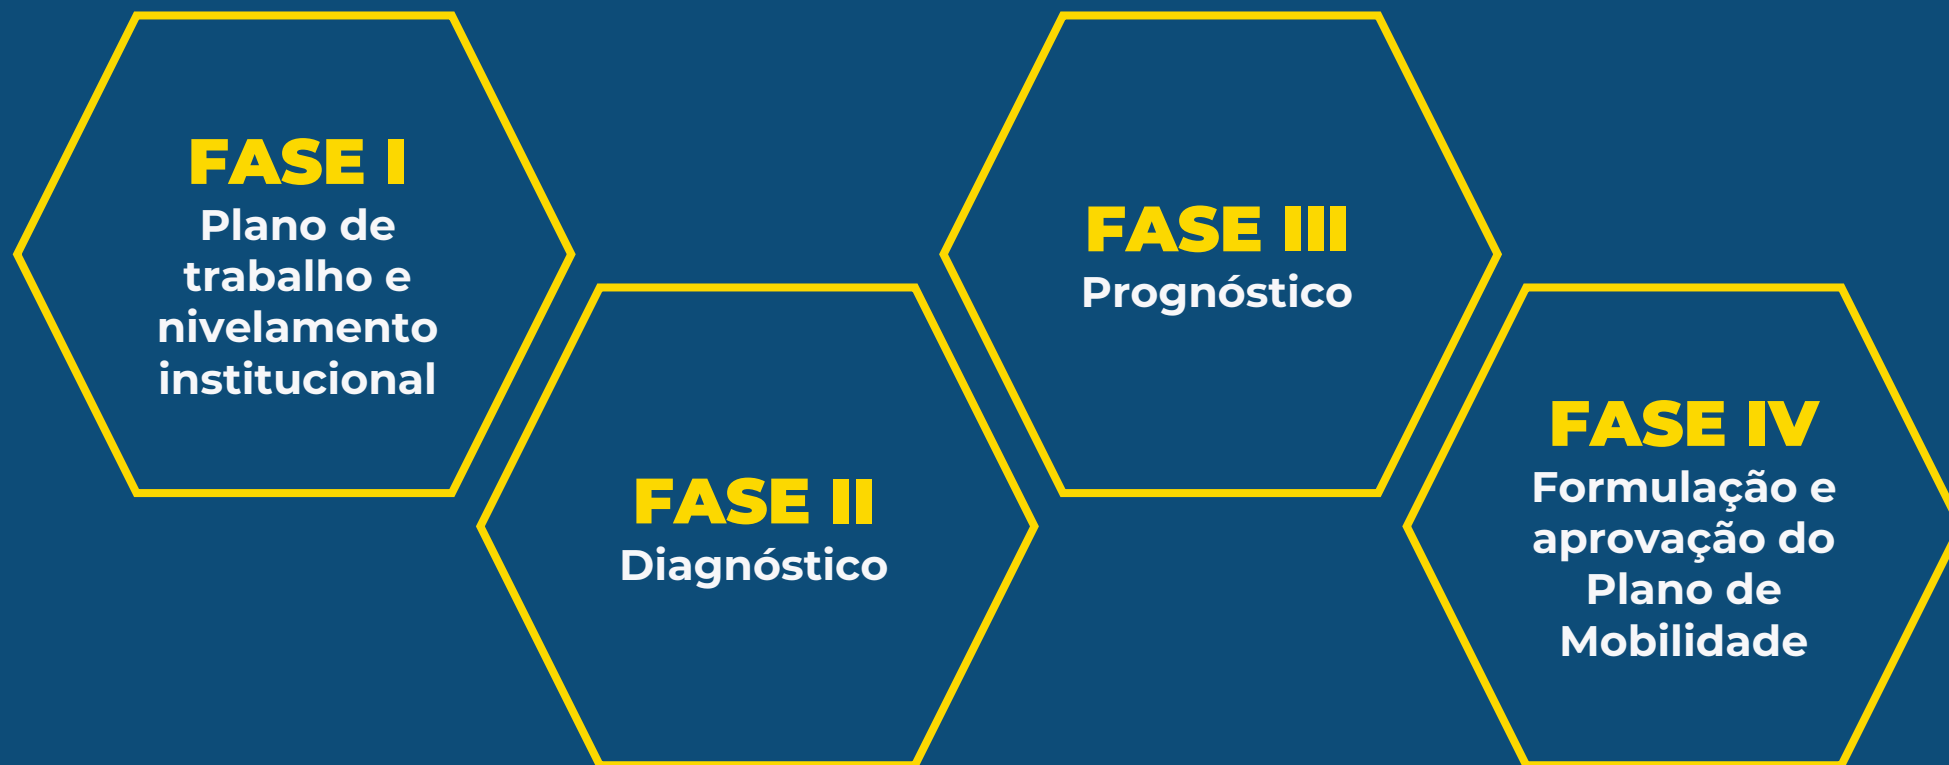 FASE I
Plano de
trabalho e
nivelamento
institucional
FASE II
Diagnóstico
FASE III
Prognóstico
FASE IV
Formulação e
aprovação do
Plano de
Mobilidade